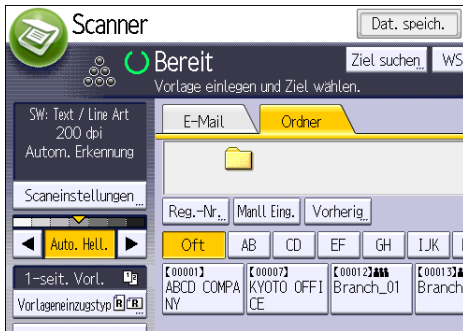 Scanner
Dat. speich.
Bereit
Ziel suchen
WS
Vorlage einlegen und Ziel wählen.
SW: Text / Line Art
200 dpi
Autom. Erkennung
E-Mail
Ordner
Scaneinstellungen
Reg.-Nr.
Manll Eing.
Vorherig.
Auto. Hell.
Oft
AB
CD
EF
GH
IJK
1-seit. Vorl.
[00001]
ABCD COMPA
NY
[00007]
KYOTO OFFI
CE
[00012]
Branch_01
[00013]
Branch
Vorlageneinzugstyp
R
R